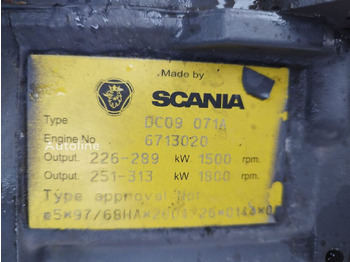 Made by
SCANIA
Type DC09 071A
Engine No 6713020
Output. 226-289 kW 1500 rpm.
Output. 251-313 kW 1800 rpm.
Type approval No
Autoline